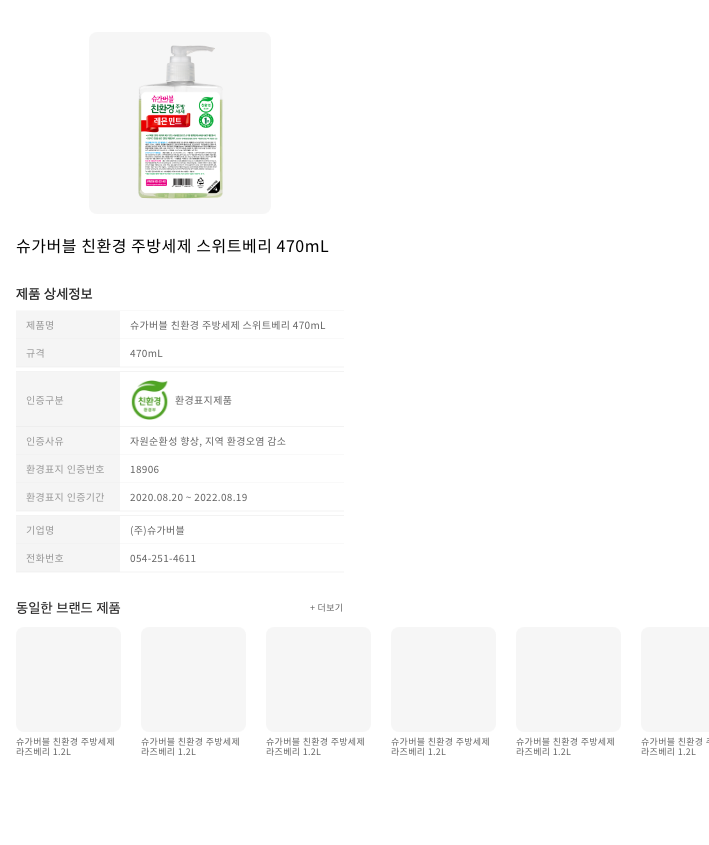 슈가버블
친환경 주방
세제
레몬 민트
슈가버블 친환경 주방세제 스위트베리 470mL
제품 상세정보
제품명 슈가버블 친환경 주방세제 스위트베리 470mL
규격 470mL
인증구분 친환경 환경표지제품
인증사유 자원순환성 향상, 지역 환경오염 감소
환경표지 인증번호 18906
환경표지 인증기간 2020.08.20 ~ 2022.08.19
기업명 (주)슈가버블
전화번호 054-251-4611
동일한 브랜드 제품 + 더보기
슈가버블 친환경 주방세제
라즈베리 1.2L
슈가버블 친환경 주방세제
라즈베리 1.2L
슈가버블 친환경 주방세제
라즈베리 1.2L
슈가버블 친환경 주방세제
라즈베리 1.2L
슈가버블 친환경 주방세제
라즈베리 1.2L
슈가버블 친환경 주
라즈베리 1.2L